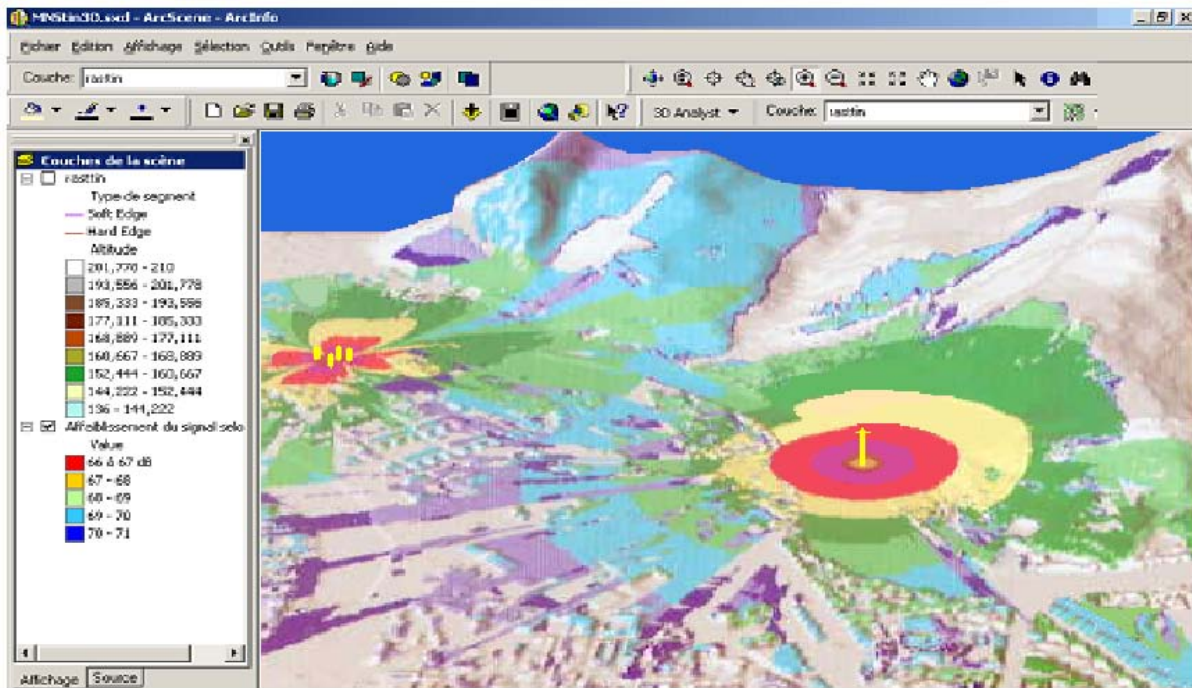 MNStin3D.sxd - ArcScene - ArcInfo
Fichier Edition Affichage Sélection Outils Fenêtre Aide
Couche: rasttin
3D Analyst Couche: rasttin
Couches de la scène
rasttin
Type de segment
Soft Edge
Hard Edge
Altitude
201,778 - 210
193,556 - 201,778
185,333 - 193,556
177,111 - 185,333
168,889 - 177,111
160,667 - 168,889
152,444 - 160,667
144,222 - 152,444
136 - 144,222
Affaiblissement du signal selo
Value
66 à 67 dB
67 - 68
68 - 69
69 - 70
70 - 71
Affichage Source